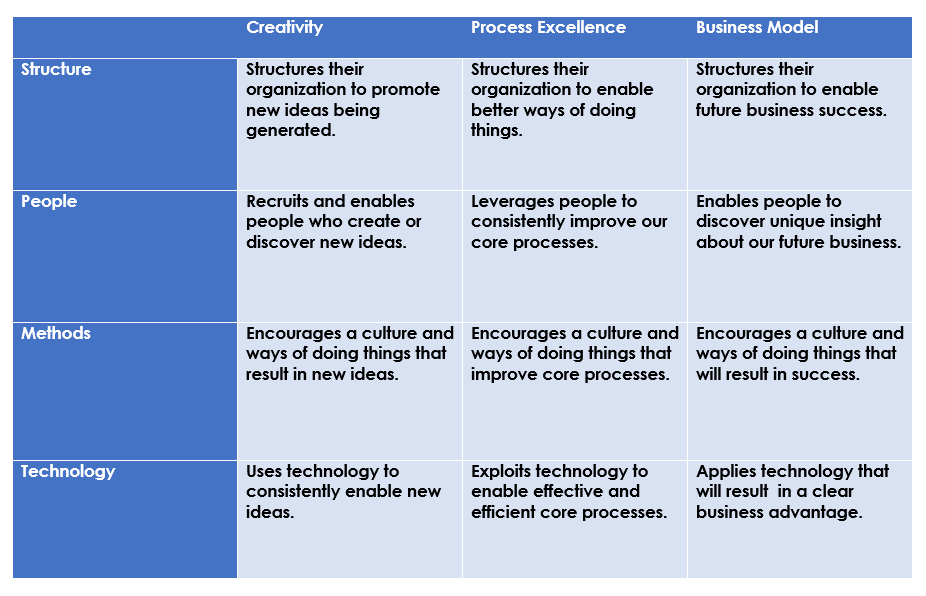 Creativity
Process Excellence
Business Model
Structure
Structures their
organization to promote
new ideas being
generated.
Structures their
organization to enable
better ways of doing
things.
Structures their
organization to enable
future business success.
People
Recruits and enables
people who create or
discover new ideas.
Leverages people to
consistently improve our
core processes.
Enables people to
discover unique insight
about our future business.
Methods
Encourages a culture and
ways of doing things that
result in new ideas.
Encourages a culture and
ways of doing things that
improve core processes.
Encourages a culture and
ways of doing things that
will result in success.
Technology
Uses technology to
consistently enable new
ideas.
Exploits technology to
enable effective and
efficient core processes.
Applies technology that
will result  in a clear
business advantage.